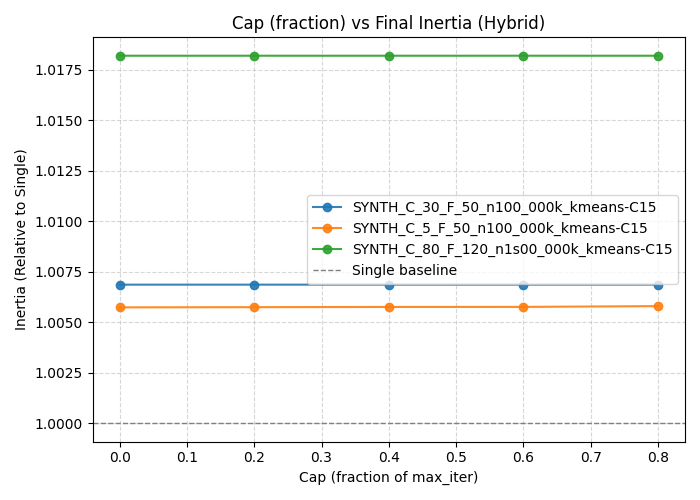 Cap (fraction) vs Final Inertia (Hybrid)
Inertia (Relative to Single)
1.0175
1.0150
1.0125
1.0100
1.0075
1.0050
1.0025
1.0000
SYNTH_C_30_F_50_n100_000k_kmeans-C15
SYNTH_C_5_F_50_n100_000k_kmeans-C15
SYNTH_C_80_F_120_n1s00_000k_kmeans-C15
Single baseline
0.0 0.1 0.2 0.3 0.4 0.5 0.6 0.7 0.8
Cap (fraction of max_iter)